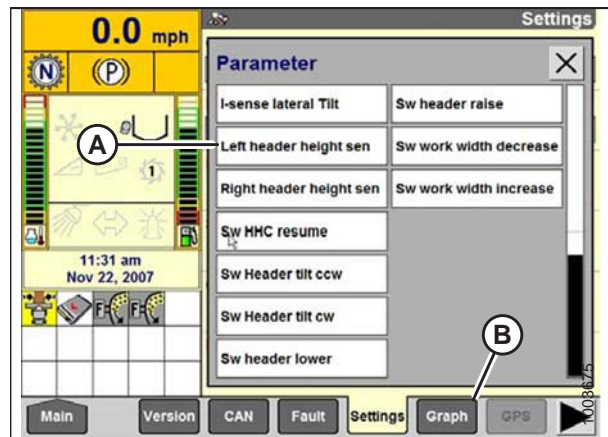 0.0 mph
Settings
N
(P)
Parameter
I-sense lateral Tilt
Sw header raise
A
Left header height sen
Sw work width decrease
1
Right header height sen
Sw work width increase
Sw HHC resume
11:31 am
Nov 22, 2007
Sw Header tilt ccw
F
F
Sw Header tilt cw
B
Sw header lower
Main
Version
CAN
Fault
Settings
Graph
GPS
1003675